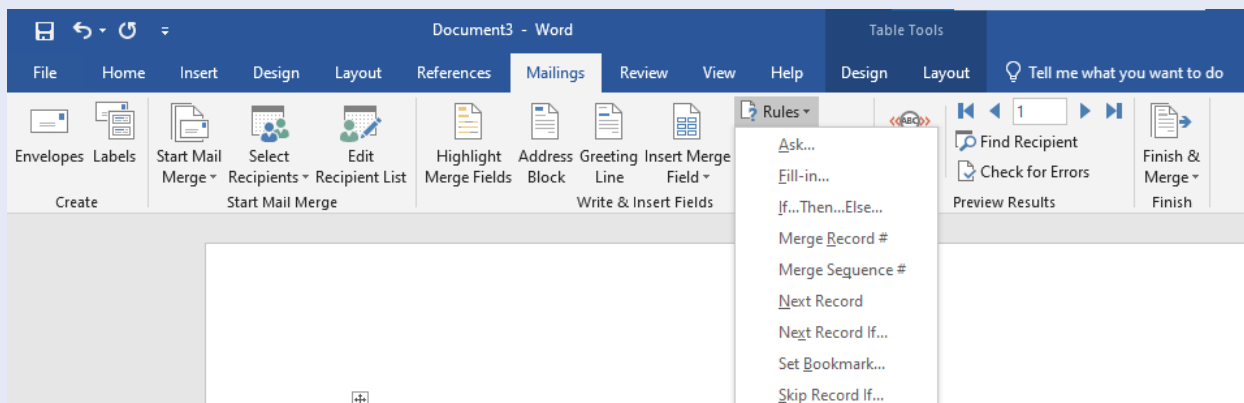 Document3 - Word
Table Tools
File Home Insert Design Layout References Mailings Review View Help Design Layout Tell me what you want to do
Envelopes Labels
Start Mail Merge
Select Recipients
Edit Recipient List
Highlight Merge Fields
Address Block
Greeting Line
Insert Merge Field
Rules
«ABC»
1
Find Recipient
Check for Errors
Finish & Merge
Create
Start Mail Merge
Write & Insert Fields
Preview Results
Finish
Ask...
Fill-in...
If...Then...Else...
Merge Record #
Merge Sequence #
Next Record
Next Record If...
Set Bookmark...
Skip Record If...